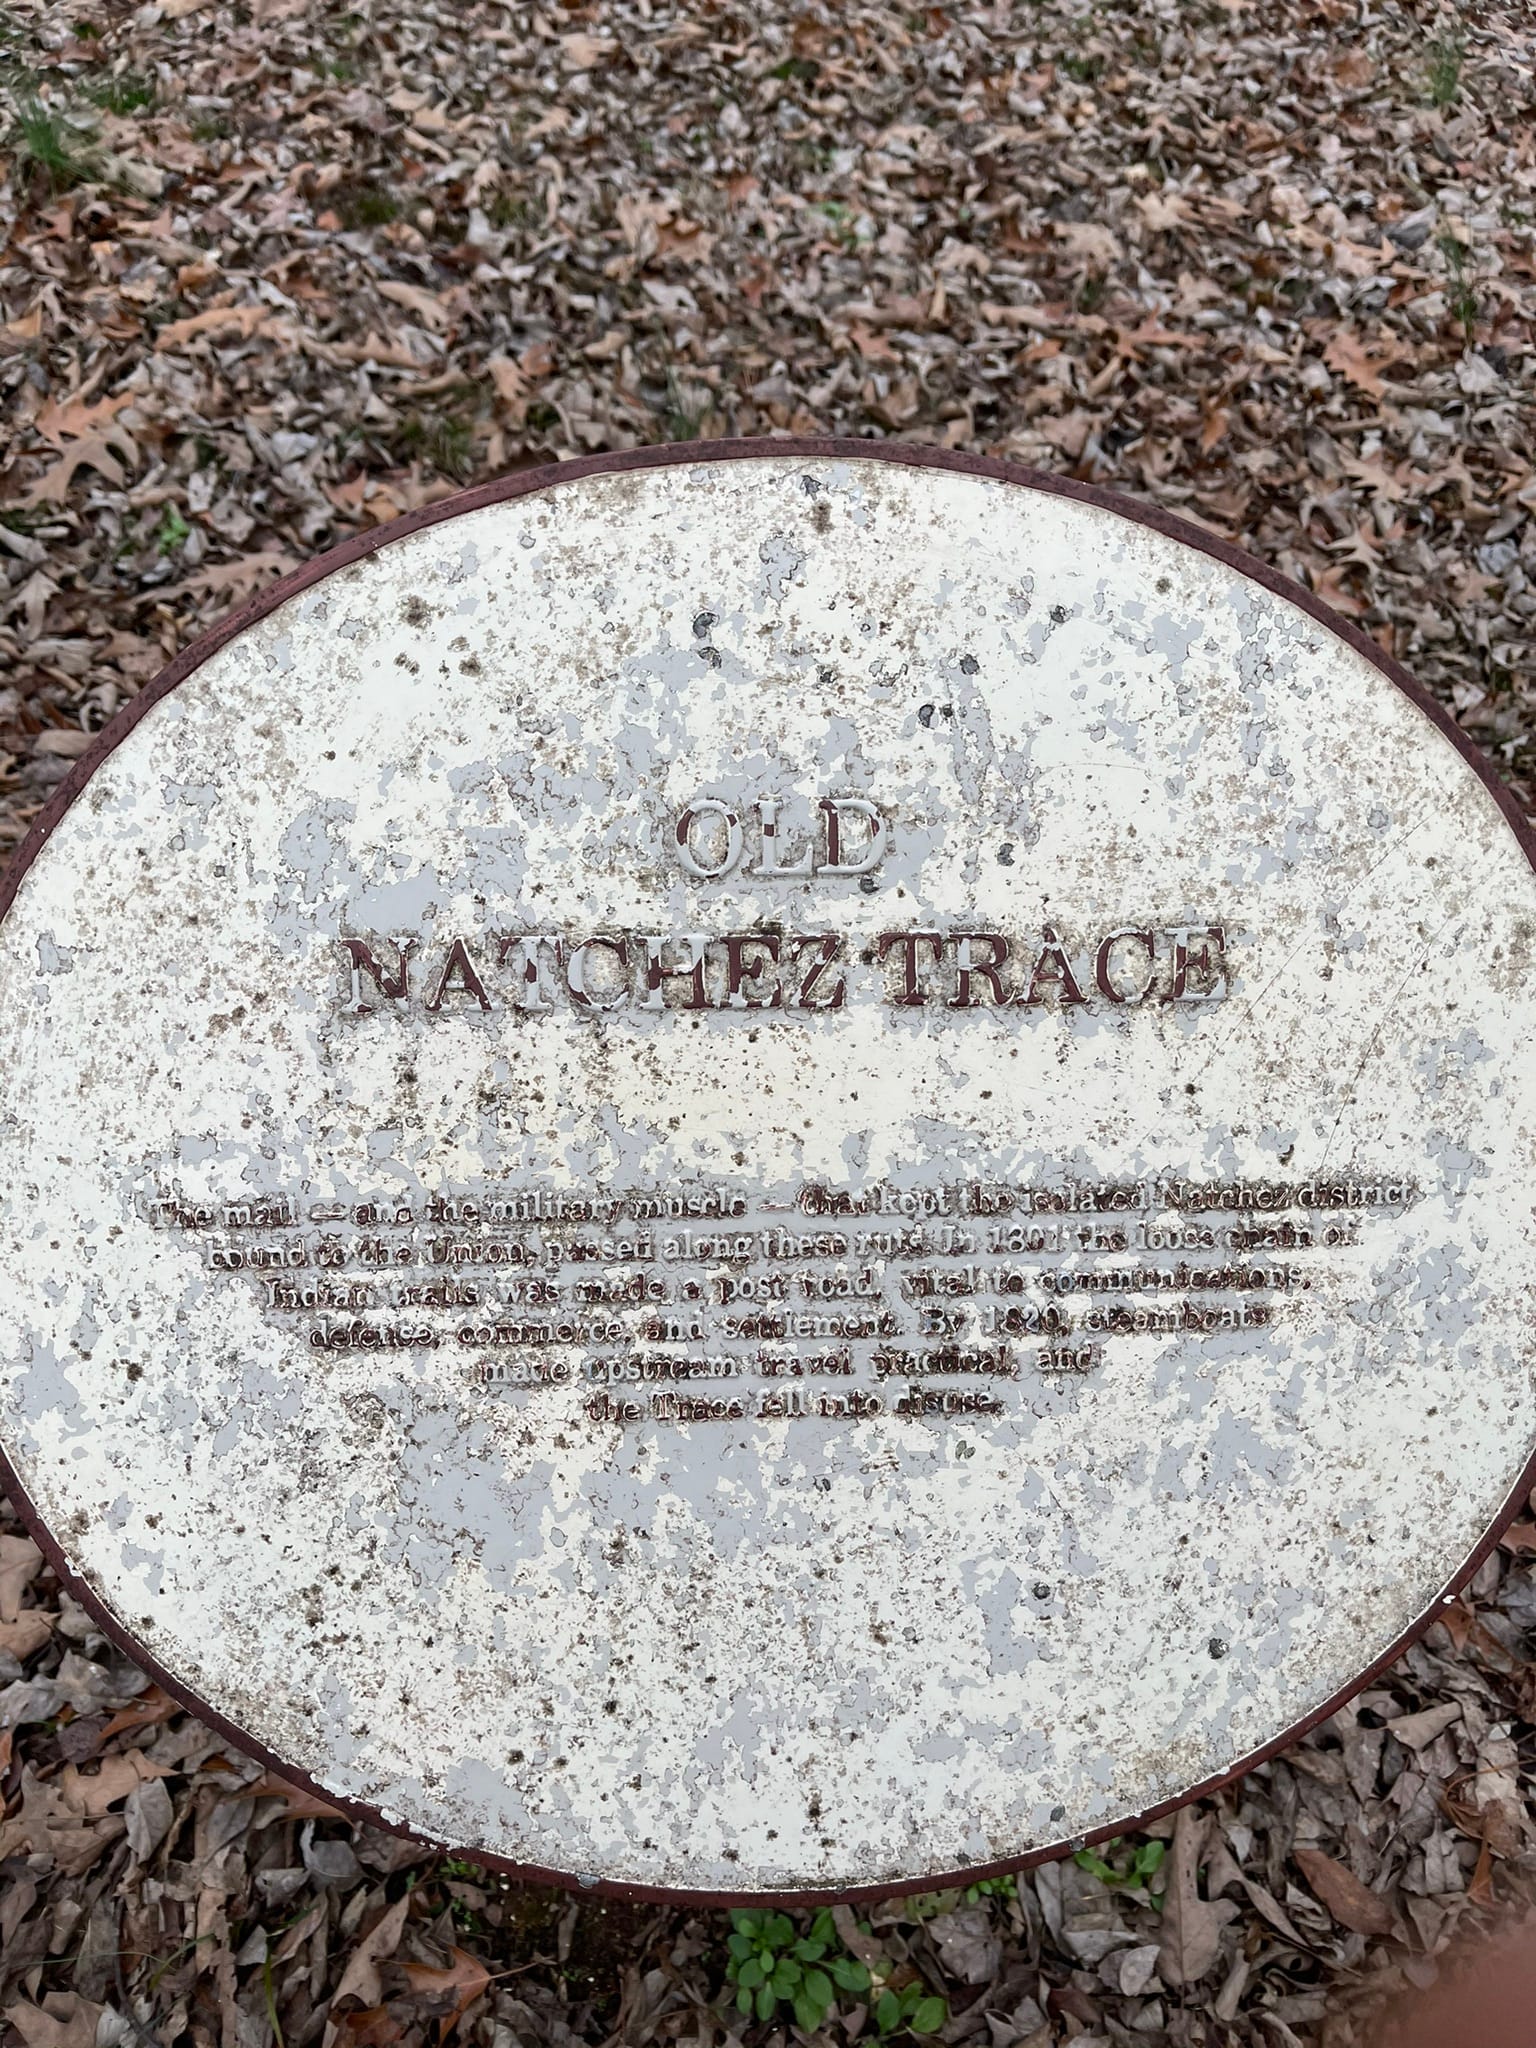 OLD
NATCHEZ TRACE
The mail — and the military muscle — that kept the isolated Natchez district
bound to the Union, passed along these ruts. In 1801 the loose chain of
Indian trails was made a post road, vital to communications,
defense, commerce, and settlement. By 1820, steamboats
made upstream travel practical, and
the Trace fell into disuse.